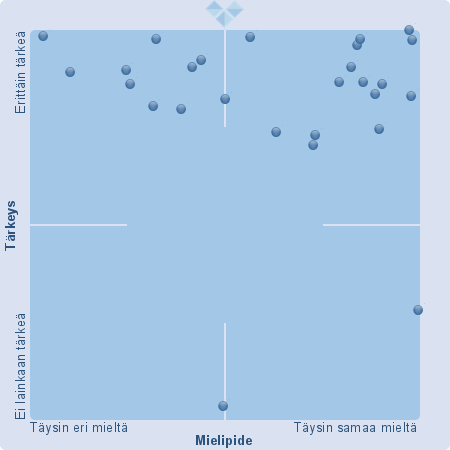 Erittäin tärkeä
Tärkeys
Ei lainkaan tärkeä
Täysin eri mieltä
Täysin samaa mieltä
Mielipide